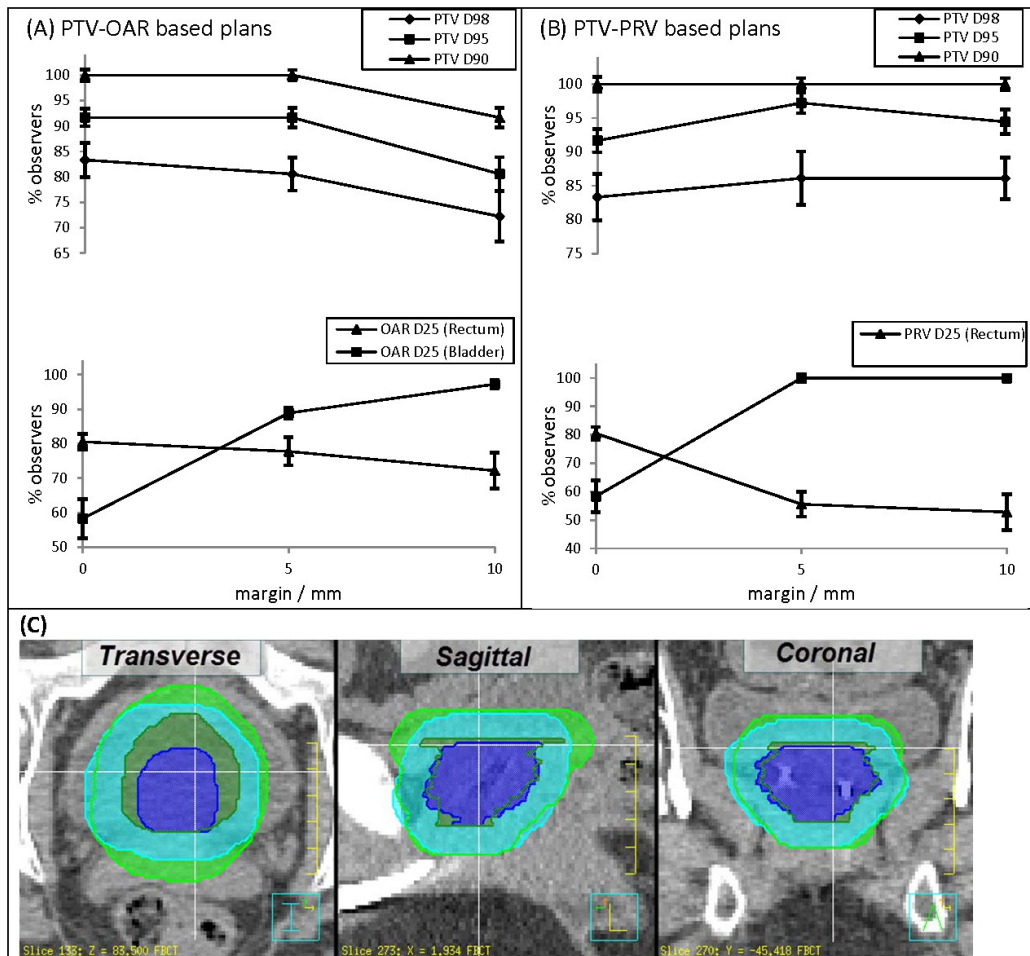 (A) PTV-OAR based plans
PTV D98
PTV D95
PTV D90
100
95
90
85
80
75
70
65
% observers
OAR D25 (Rectum)
OAR D25 (Bladder)
100
90
80
70
60
50
% observers
0
5
10
margin / mm
(B) PTV-PRV based plans
PTV D98
PTV D95
PTV D90
100
95
90
85
80
75
% observers
PRV D25 (Rectum)
100
90
80
70
60
50
40
% observers
0
5
10
margin / mm
(C)
Transverse
Sagittal
Coronal
Slice 133: Z = 83.500 FBCT
Slice 273: X = 1.934 FBCT
Slice 270: Y = -45.418 FBCT